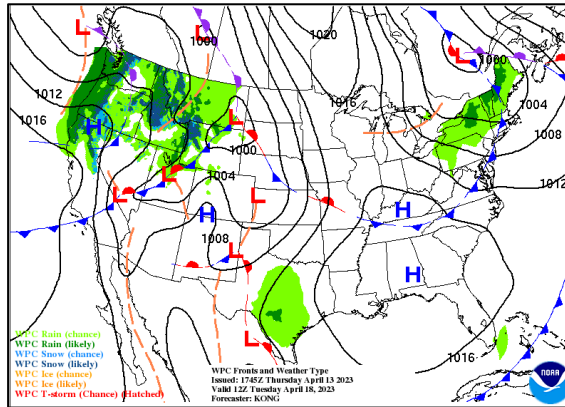 1000
1020
1000
1012
1016
1016
1004
1008
H
L
L
L
L
1000
L
L
1004
H
L
H
1008
L
H
1012
L
1016
WPC Rain (chance)
WPC Rain (likely)
WPC Snow (chance)
WPC Snow (likely)
WPC Ice (chance)
WPC Ice (likely)
WPC T-storm (Chance) (Hatched)
WPC Fronts and Weather Type
Issued: 1745Z Thursday April 13 2023
Valid 12Z Tuesday April 18, 2023
Forecaster: KONG
NOAA